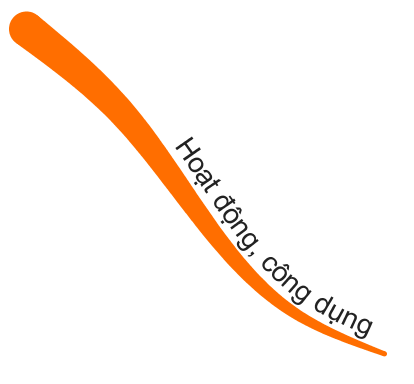 Hoạt động, công dụng